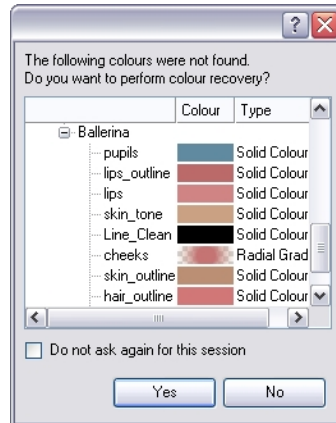 The following colours were not found.
Do you want to perform colour recovery?
Colour Type
Ballerina
pupils Solid Colour
lips_outline Solid Colour
lips Solid Colour
skin_tone Solid Colour
Line_Clean Solid Colour
cheeks Radial Grad
skin_outline Solid Colour
hair_outline Solid Colour
Do not ask again for this session
Yes No